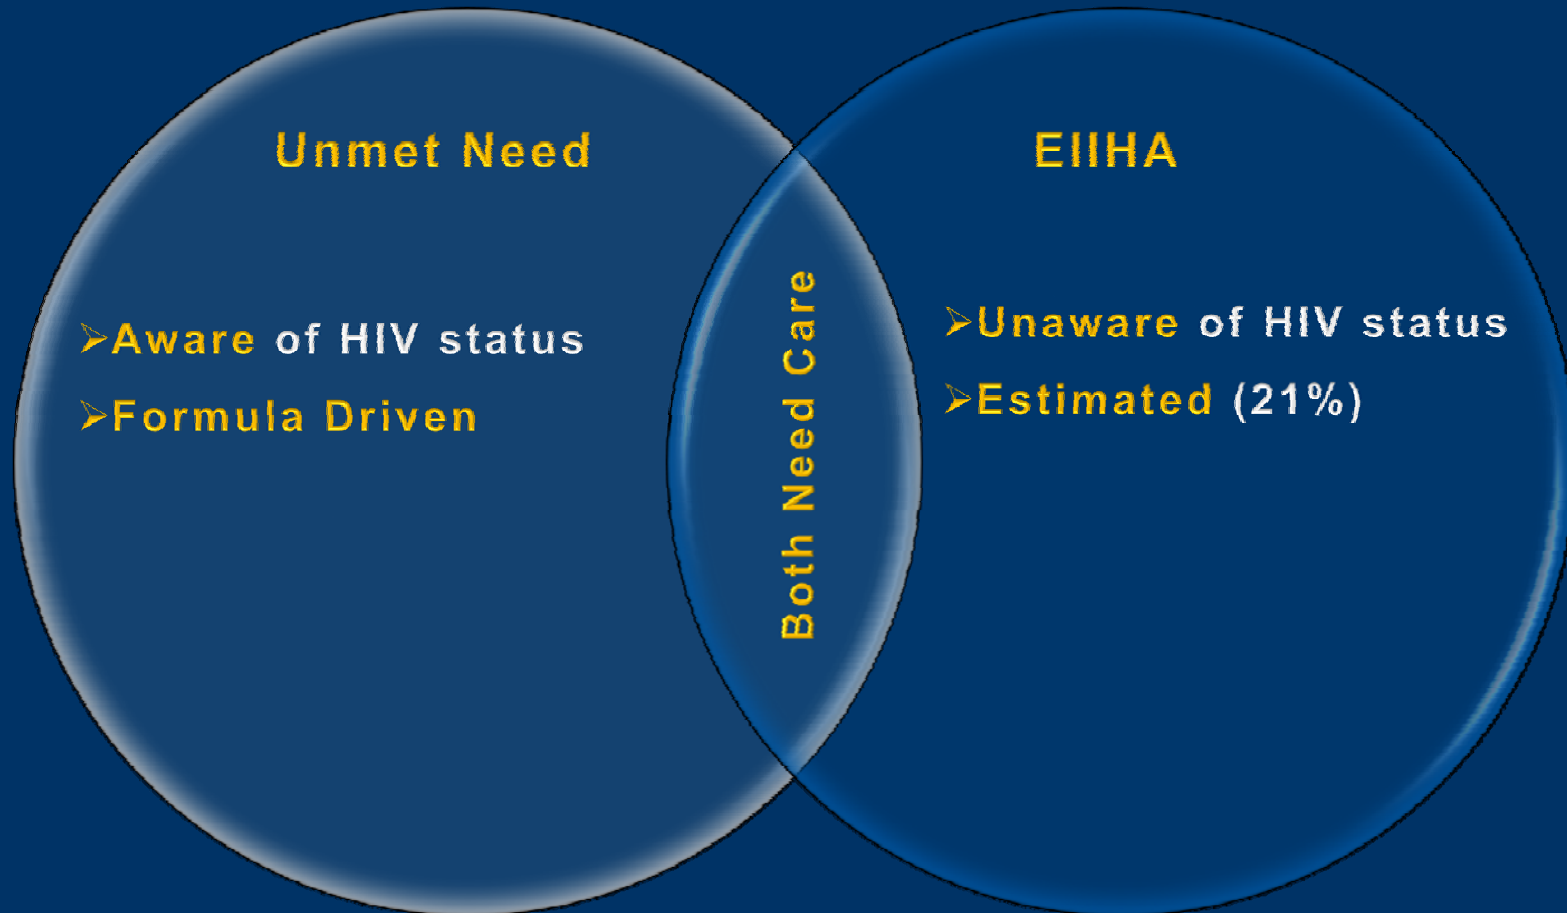 Unmet Need
➢Aware of HIV status
➢Formula Driven
Both Need Care
EIIHA
➢Unaware of HIV status
➢Estimated (21%)